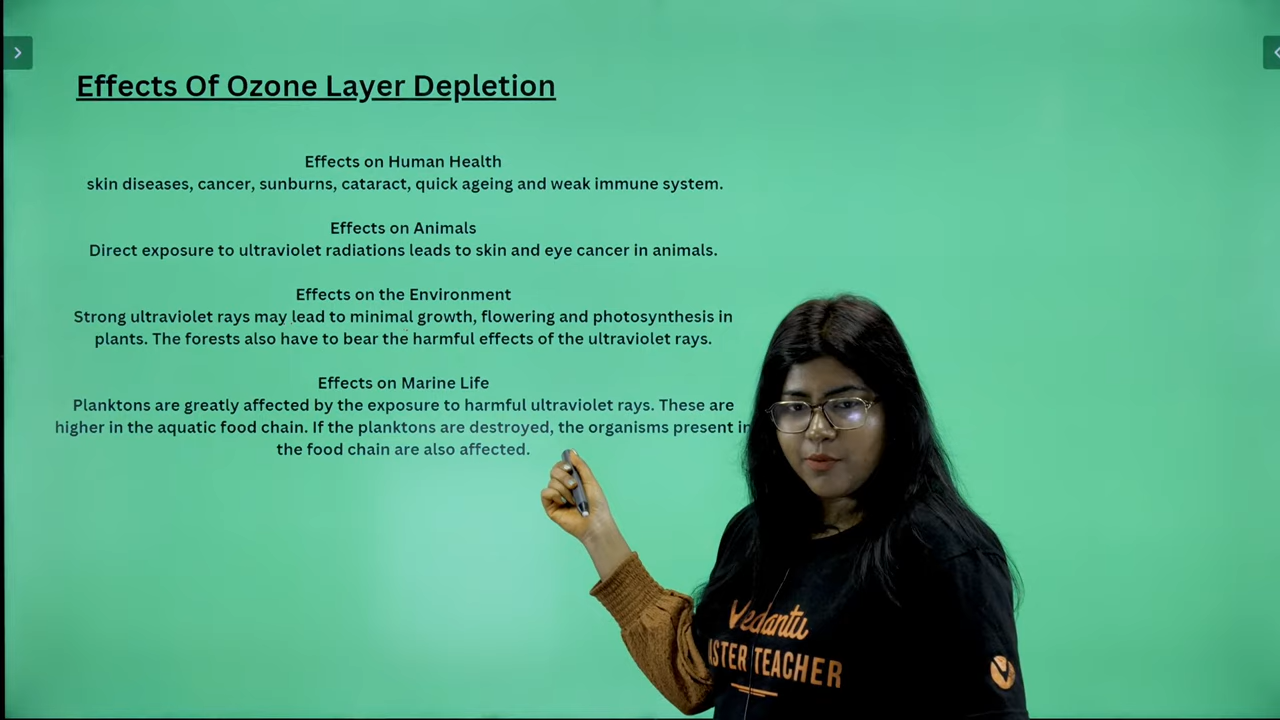 Effects Of Ozone Layer Depletion
Effects on Human Health
skin diseases, cancer, sunburns, cataract, quick ageing and weak immune system.
Effects on Animals
Direct exposure to ultraviolet radiations leads to skin and eye cancer in animals.
Effects on the Environment
Strong ultraviolet rays may lead to minimal growth, flowering and photosynthesis in
plants. The forests also have to bear the harmful effects of the ultraviolet rays.
Effects on Marine Life
Planktons are greatly affected by the exposure to harmful ultraviolet rays. These are
higher in the aquatic food chain. If the planktons are destroyed, the organisms present in
the food chain are also affected.
Vedantu
TEACHER